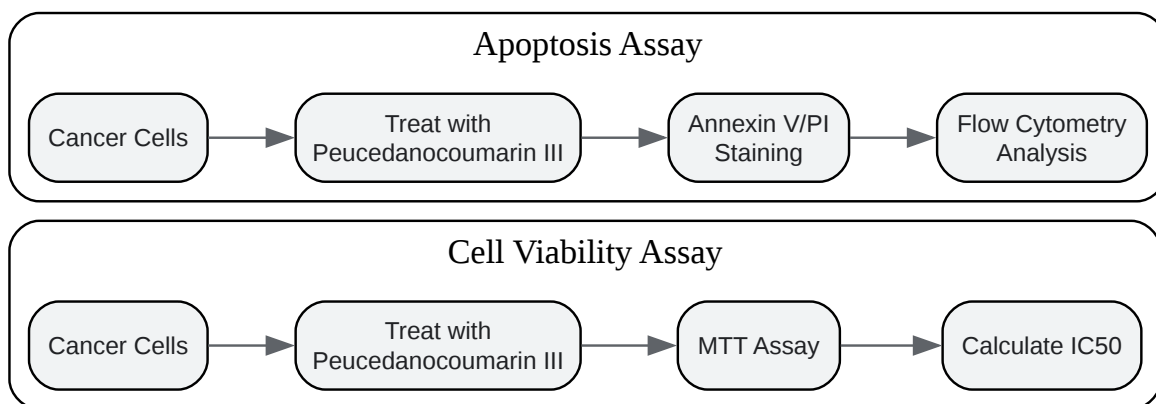 Apoptosis Assay
Cancer Cells
Treat with
Peucedanocoumarin III
Annexin V/PI
Staining
Flow Cytometry
Analysis
Cell Viability Assay
Cancer Cells
Treat with
Peucedanocoumarin III
MTT Assay
Calculate IC50